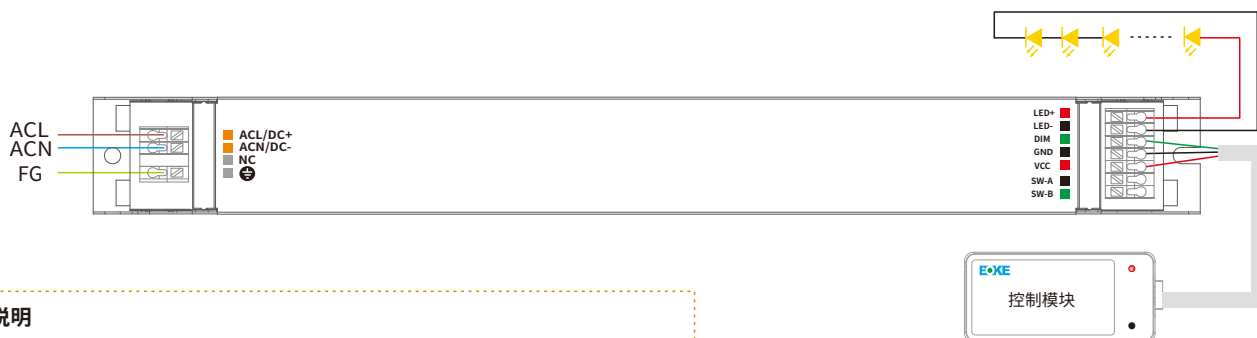 ACL
ACN
FG
ACL/DC+
ACN/DC-
NC
LED+
LED-
DIM
GND
VCC
SW-A
SW-B
EOKE
控制模块
说明